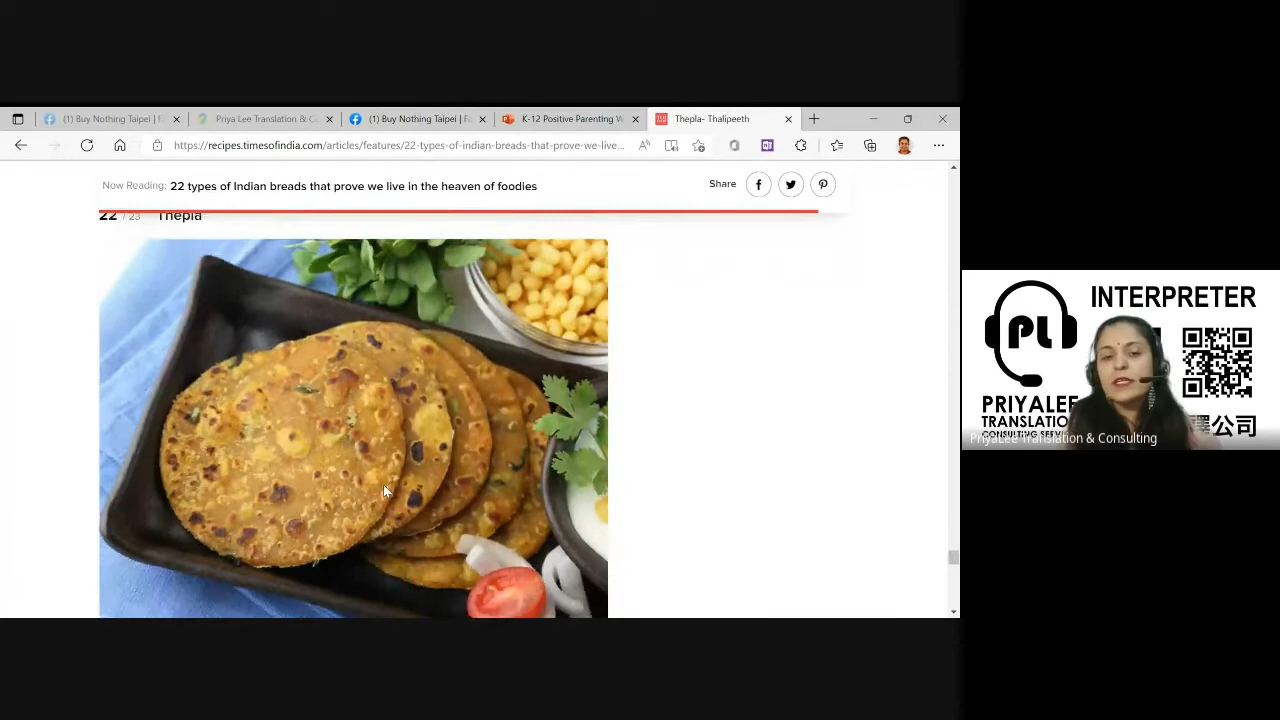 (1) Buy Nothing Taipei | F
Priya Lee Translation & C
(1) Buy Nothing Taipei | Fa
K-12 Positive Parenting W
Thepla- Thalipeeth
https://recipes.timesofindia.com/articles/features/22-types-of-indian-breads-that-prove-we-live...
Now Reading: 22 types of Indian breads that prove we live in the heaven of foodies
Share
22 / 23 Thepla
INTERPRETER
PL
PRIYALEE
TRANSLATIO
CONSULTING SERV
公司
PriyaLee Translation & Consulting